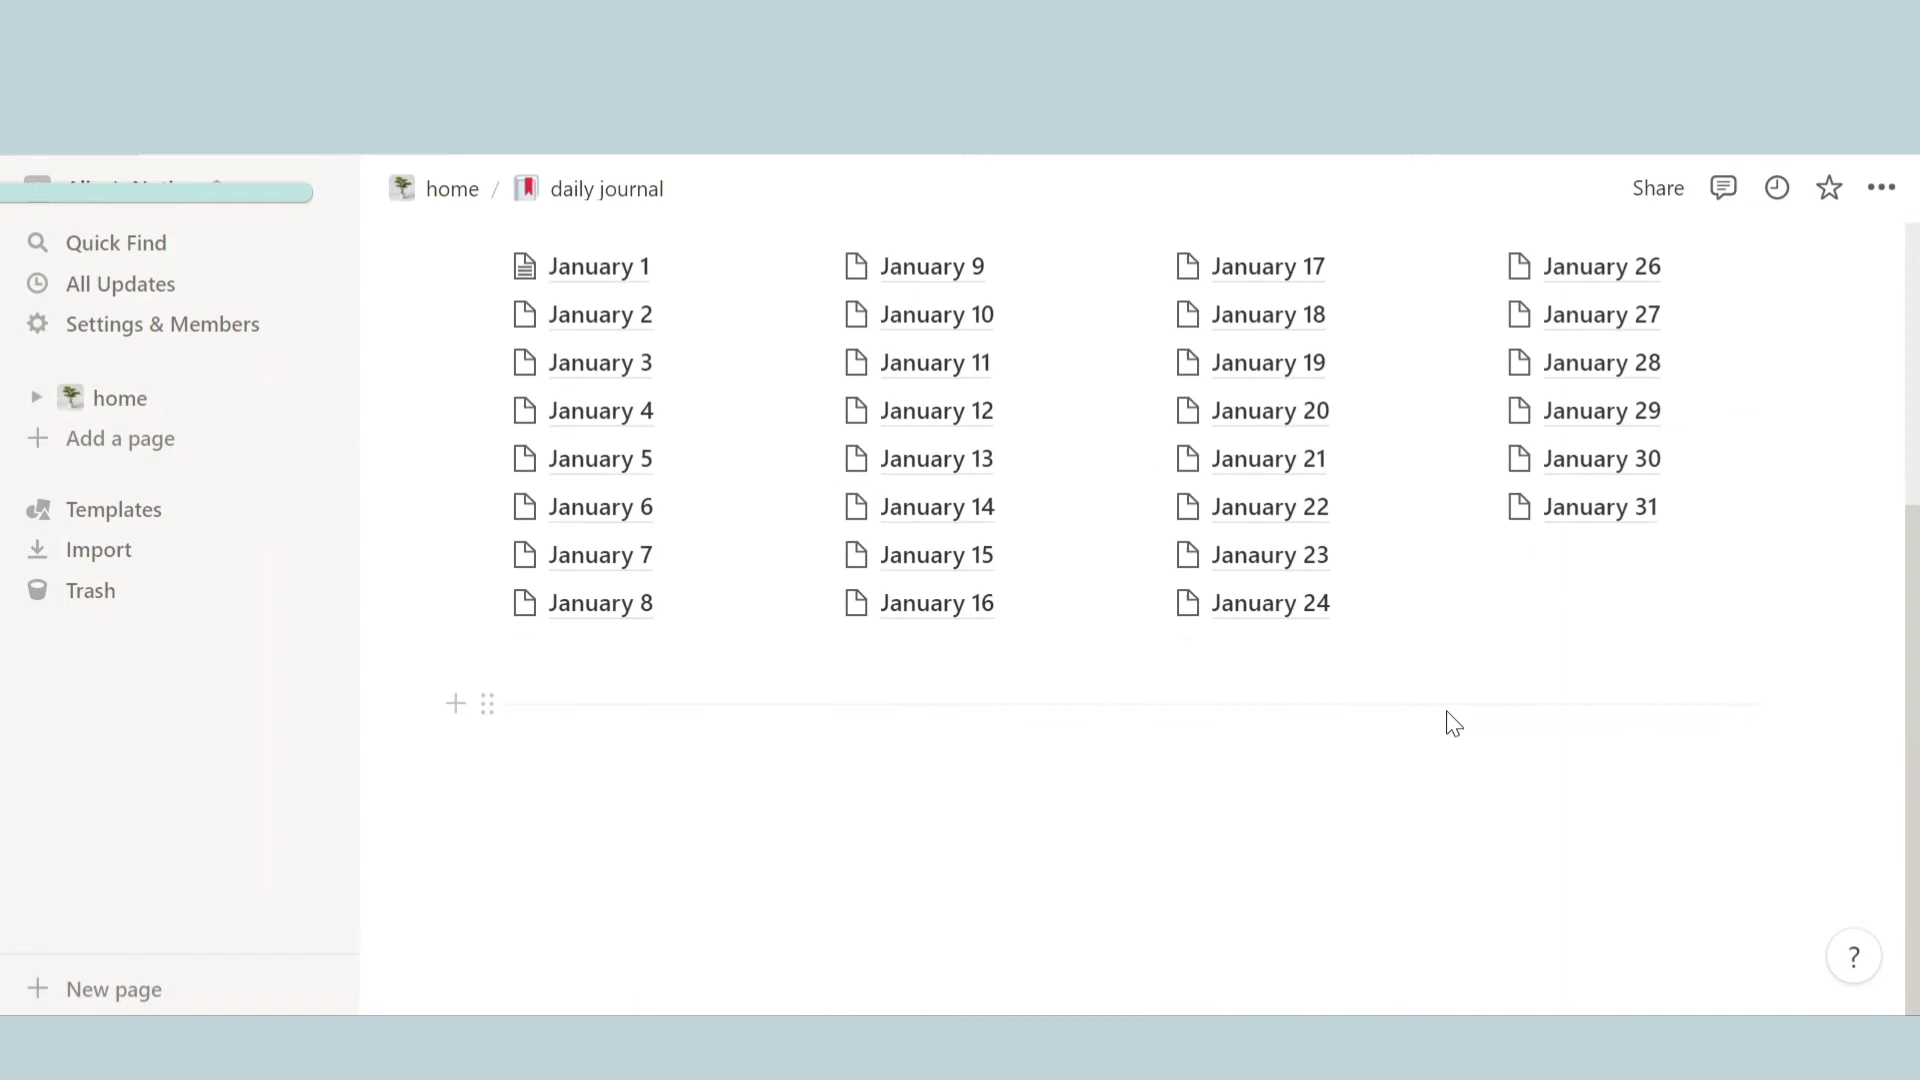 home / daily journal
Share
Quick Find
All Updates
Settings & Members
home
Add a page
Templates
Import
Trash
New page
January 1
January 2
January 3
January 4
January 5
January 6
January 7
January 8
January 9
January 10
January 11
January 12
January 13
January 14
January 15
January 16
January 17
January 18
January 19
January 20
January 21
January 22
Janaury 23
January 24
January 26
January 27
January 28
January 29
January 30
January 31
?